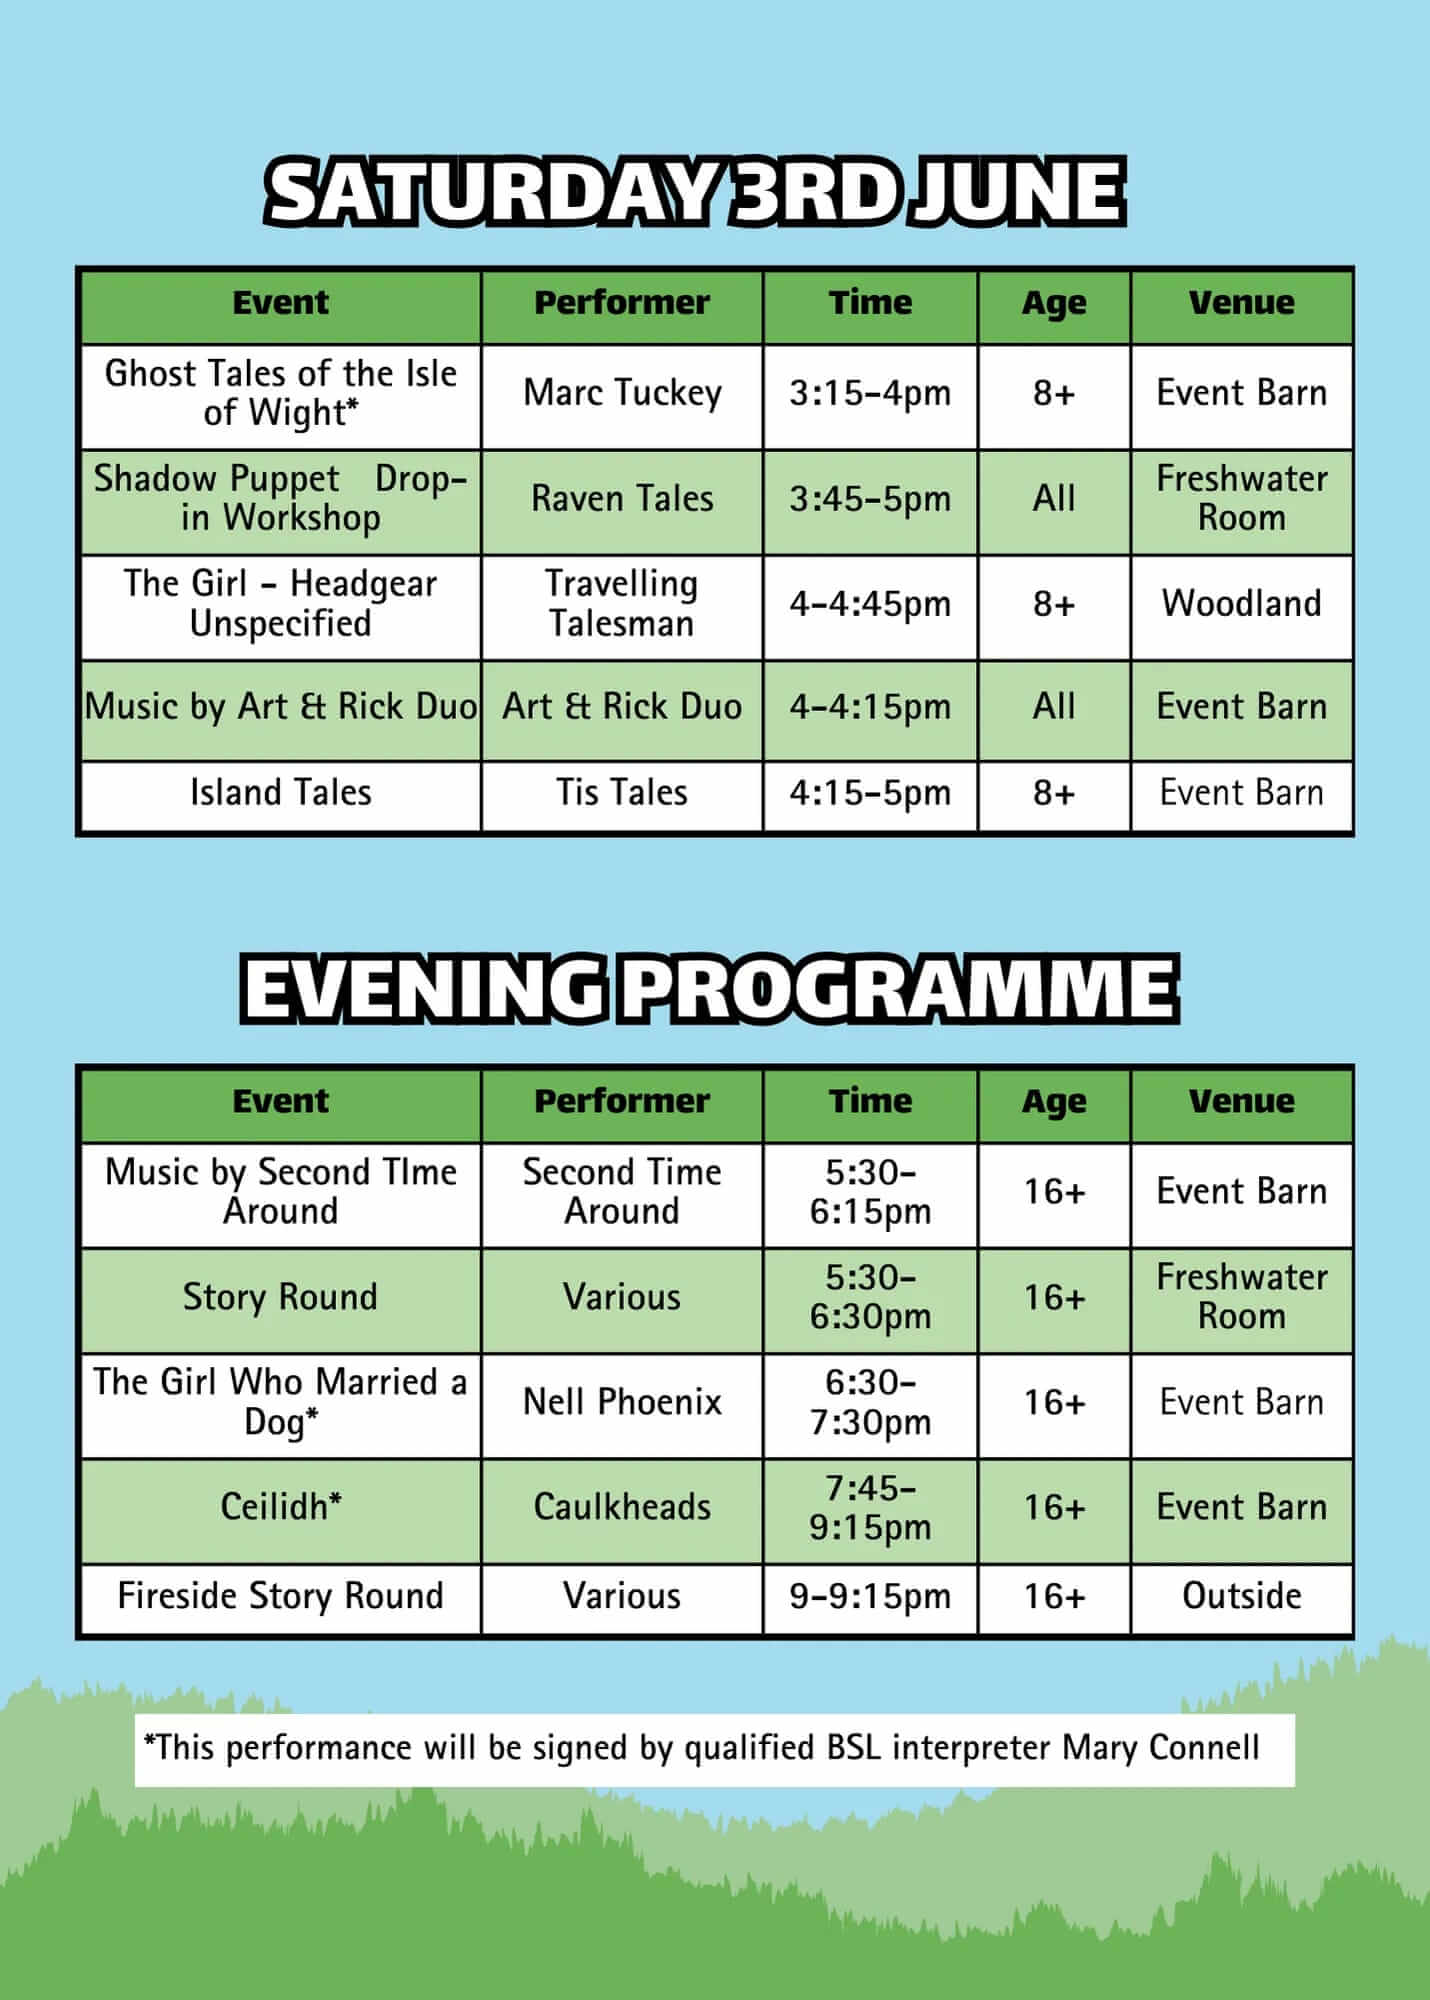 SATURDAY 3RD JUNE
Event Performer Time Age Venue
Ghost Tales of the Isle
of Wight*
Marc Tuckey
3:15-4pm
8+
Event Barn
Shadow Puppet Drop-
in Workshop
Raven Tales
3:45-5pm
All
Freshwater
Room
The Girl - Headgear
Unspecified
Travelling
Talesman
4-4:45pm
8+
Woodland
Music by Art & Rick Duo
Art & Rick Duo
4-4:15pm
All
Event Barn
Island Tales
Tis Tales
4:15-5pm
8+
Event Barn
EVENING PROGRAMME
Event Performer Time Age Venue
Music by Second TIme
Around
Second Time
Around
5:30-
6:15pm
16+
Event Barn
Story Round
Various
5:30-
6:30pm
16+
Freshwater
Room
The Girl Who Married a
Dog*
Nell Phoenix
6:30-
7:30pm
16+
Event Barn
Ceilidh*
Caulkheads
7:45-
9:15pm
16+
Event Barn
Fireside Story Round
Various
9-9:15pm
16+
Outside
*This performance will be signed by qualified BSL interpreter Mary Connell